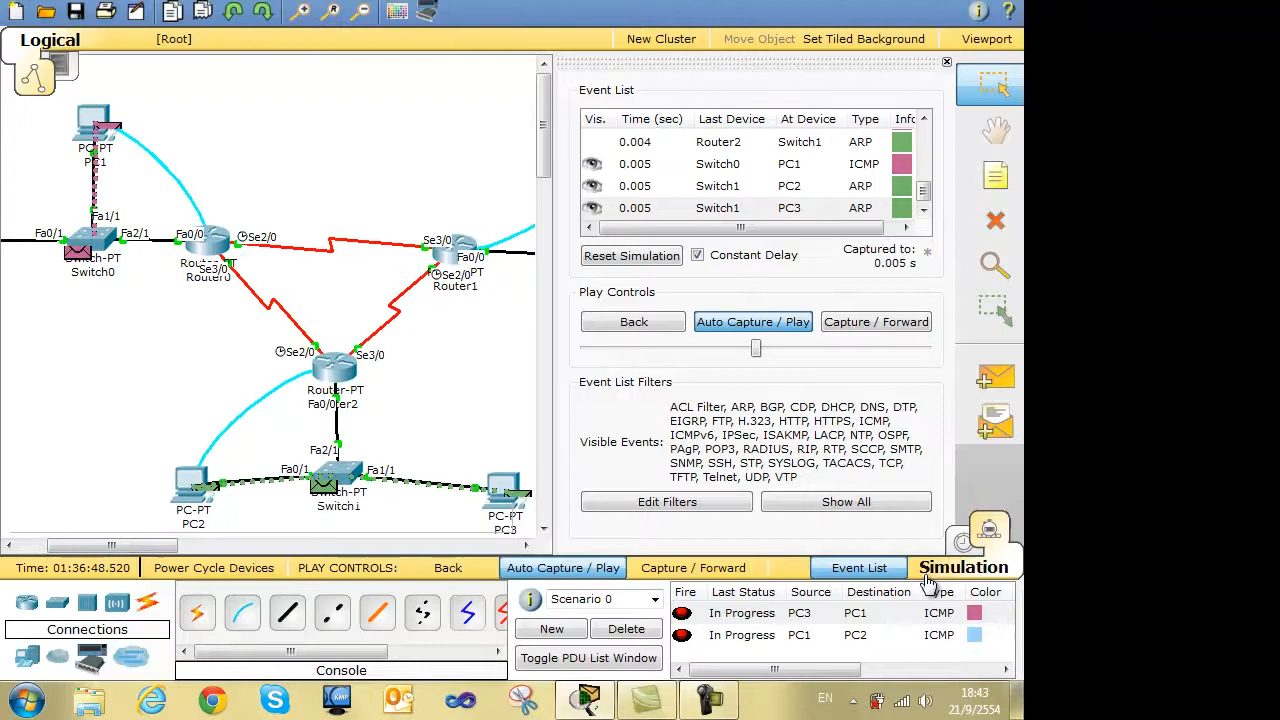 Logical
[Root]
New Cluster
Move Object
Set Tiled Background
Viewport
PC-PT
PC1
Fa1/1
Fa0/1
Fa2/1
Switch-PT
Switch0
Fa0/0
Se2/0
Se3/0
Router0
Se3/0
Fa0/0
Se2/0
Router1
Se2/0
Se3/0
Router-PT
Fa0/0
Fa2/1
Fa0/1
Fa1/1
Switch-PT
Switch1
PC-PT
PC2
PC-PT
PC3
Event List
Vis. Time (sec) Last Device At Device Type Info
0.004 Router2 Switch1 ARP
0.005 Switch0 PC1 ICMP
0.005 Switch1 PC2 ARP
0.005 Switch1 PC3 ARP
Reset Simulation
Constant Delay
Captured to: *
0.005 s
Play Controls
Back
Auto Capture / Play
Capture / Forward
Event List Filters
Visible Events:
ACL Filter, ARP, BGP, CDP, DHCP, DNS, DTP,
EIGRP, FTP, H.323, HTTP, HTTPS, ICMP,
ICMPv6, IPSec, ISAKMP, LACP, NTP, OSPF,
PAgP, POP3, RADIUS, RIP, RTP, SCCP, SMTP,
SNMP, SSH, STP, SYSLOG, TACACS, TCP,
TFTP, Telnet, UDP, VTP
Edit Filters
Show All
Time: 01:36:48.520
Power Cycle Devices
PLAY CONTROLS:
Back
Auto Capture / Play
Capture / Forward
Event List
Simulation
Connections
Console
Scenario 0
New
Delete
Toggle PDU List Window
Fire Last Status Source Destination Type Color
In Progress PC3 PC1 ICMP
In Progress PC1 PC2 ICMP
EN
18:43
21/9/2554